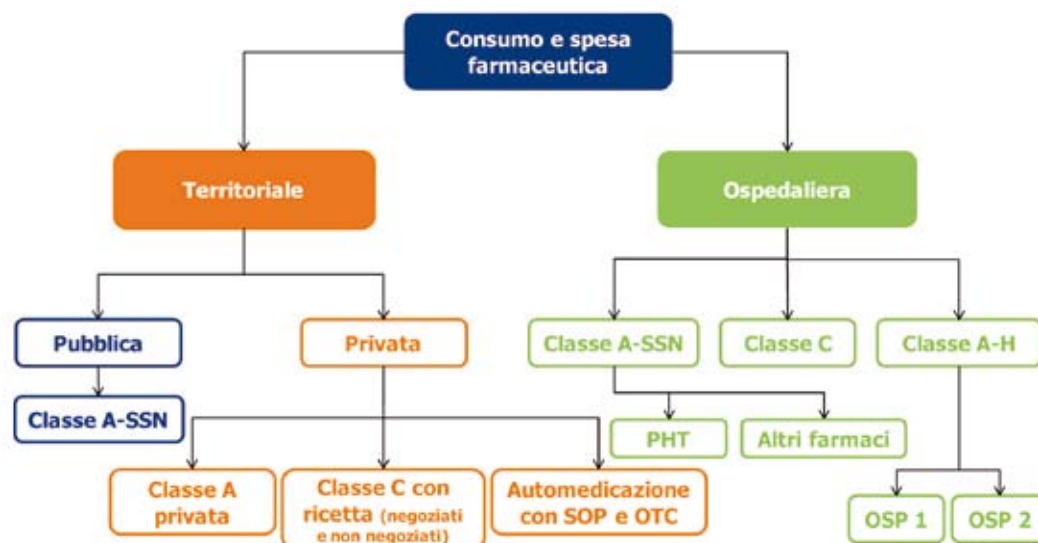 Consumo e spesa
farmaceutica
Territoriale
Ospedaliera
Pubblica
Privata
Classe A-SSN
Classe C
Classe A-H
Classe A-SSN
PHT
Altri farmaci
Classe A
privata
Classe C con
ricetta (negoziati
e non negoziati)
Automedicazione
con SOP e OTC
OSP 1
OSP 2